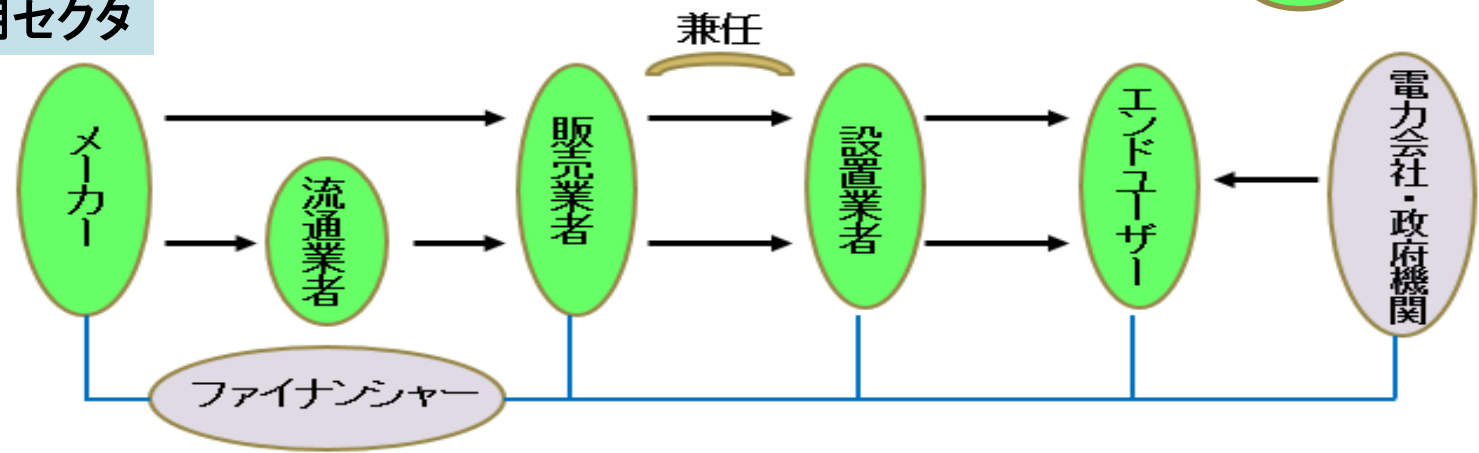 用セクタ
兼任
メーカー
流通業者
販売業者
設置業者
エンドユーザー
電力会社・政府機関
ファイナンシャー